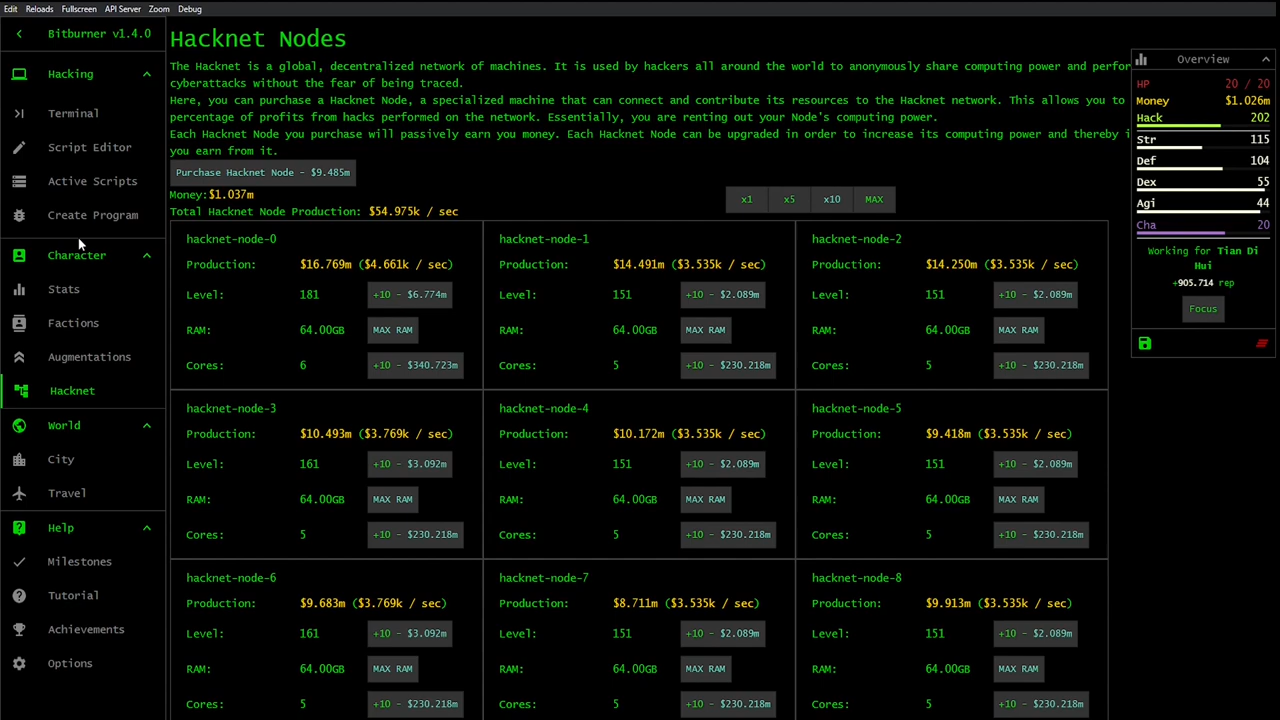 Edit Reloads Fullscreen API Server Zoom Debug
Bitburner v1.4.0
Hacking
Terminal
Script Editor
Active Scripts
Create Program
Character
Stats
Factions
Augmentations
Hacknet
World
City
Travel
Help
Milestones
Tutorial
Achievements
Options
Hacknet Nodes
The Hacknet is a global, decentralized network of machines. It is used by hackers all around the world to anonymously share computing power and perfor
cyberattacks without the fear of being traced.
Here, you can purchase a Hacknet Node, a specialized machine that can connect and contribute its resources to the Hacknet network. This allows you to
percentage of profits from hacks performed on the network. Essentially, you are renting out your Node's computing power.
Each Hacknet Node you purchase will passively earn you money. Each Hacknet Node can be upgraded in order to increase its computing power and thereby i
you earn from it.
Purchase Hacknet Node - $9.485m
Money:$1.037m
Total Hacknet Node Production: $54.975k / sec
x1 x5 x10 MAX
hacknet-node-0
Production: $16.769m ($4.661k / sec)
Level: 181 +10 - $6.774m
RAM: 64.00GB MAX RAM
Cores: 6 +10 - $340.723m
hacknet-node-1
Production: $14.491m ($3.535k / sec)
Level: 151 +10 - $2.089m
RAM: 64.00GB MAX RAM
Cores: 5 +10 - $230.218m
hacknet-node-2
Production: $14.250m ($3.535k / sec)
Level: 151 +10 - $2.089m
RAM: 64.00GB MAX RAM
Cores: 5 +10 - $230.218m
hacknet-node-3
Production: $10.493m ($3.769k / sec)
Level: 161 +10 - $3.092m
RAM: 64.00GB MAX RAM
Cores: 5 +10 - $230.218m
hacknet-node-4
Production: $10.172m ($3.535k / sec)
Level: 151 +10 - $2.089m
RAM: 64.00GB MAX RAM
Cores: 5 +10 - $230.218m
hacknet-node-5
Production: $9.418m ($3.535k / sec)
Level: 151 +10 - $2.089m
RAM: 64.00GB MAX RAM
Cores: 5 +10 - $230.218m
hacknet-node-6
Production: $9.683m ($3.769k / sec)
Level: 161 +10 - $3.092m
RAM: 64.00GB MAX RAM
Cores: 5 +10 - $230.218m
hacknet-node-7
Production: $8.711m ($3.535k / sec)
Level: 151 +10 - $2.089m
RAM: 64.00GB MAX RAM
Cores: 5 +10 - $230.218m
hacknet-node-8
Production: $9.913m ($3.535k / sec)
Level: 151 +10 - $2.089m
RAM: 64.00GB MAX RAM
Cores: 5 +10 - $230.218m
Overview
HP 20 / 20
Money $1.026m
Hack 202
Str 115
Def 104
Dex 55
Agi 44
Cha 20
Working for Tian Di
Hui
+905.714 rep
Focus